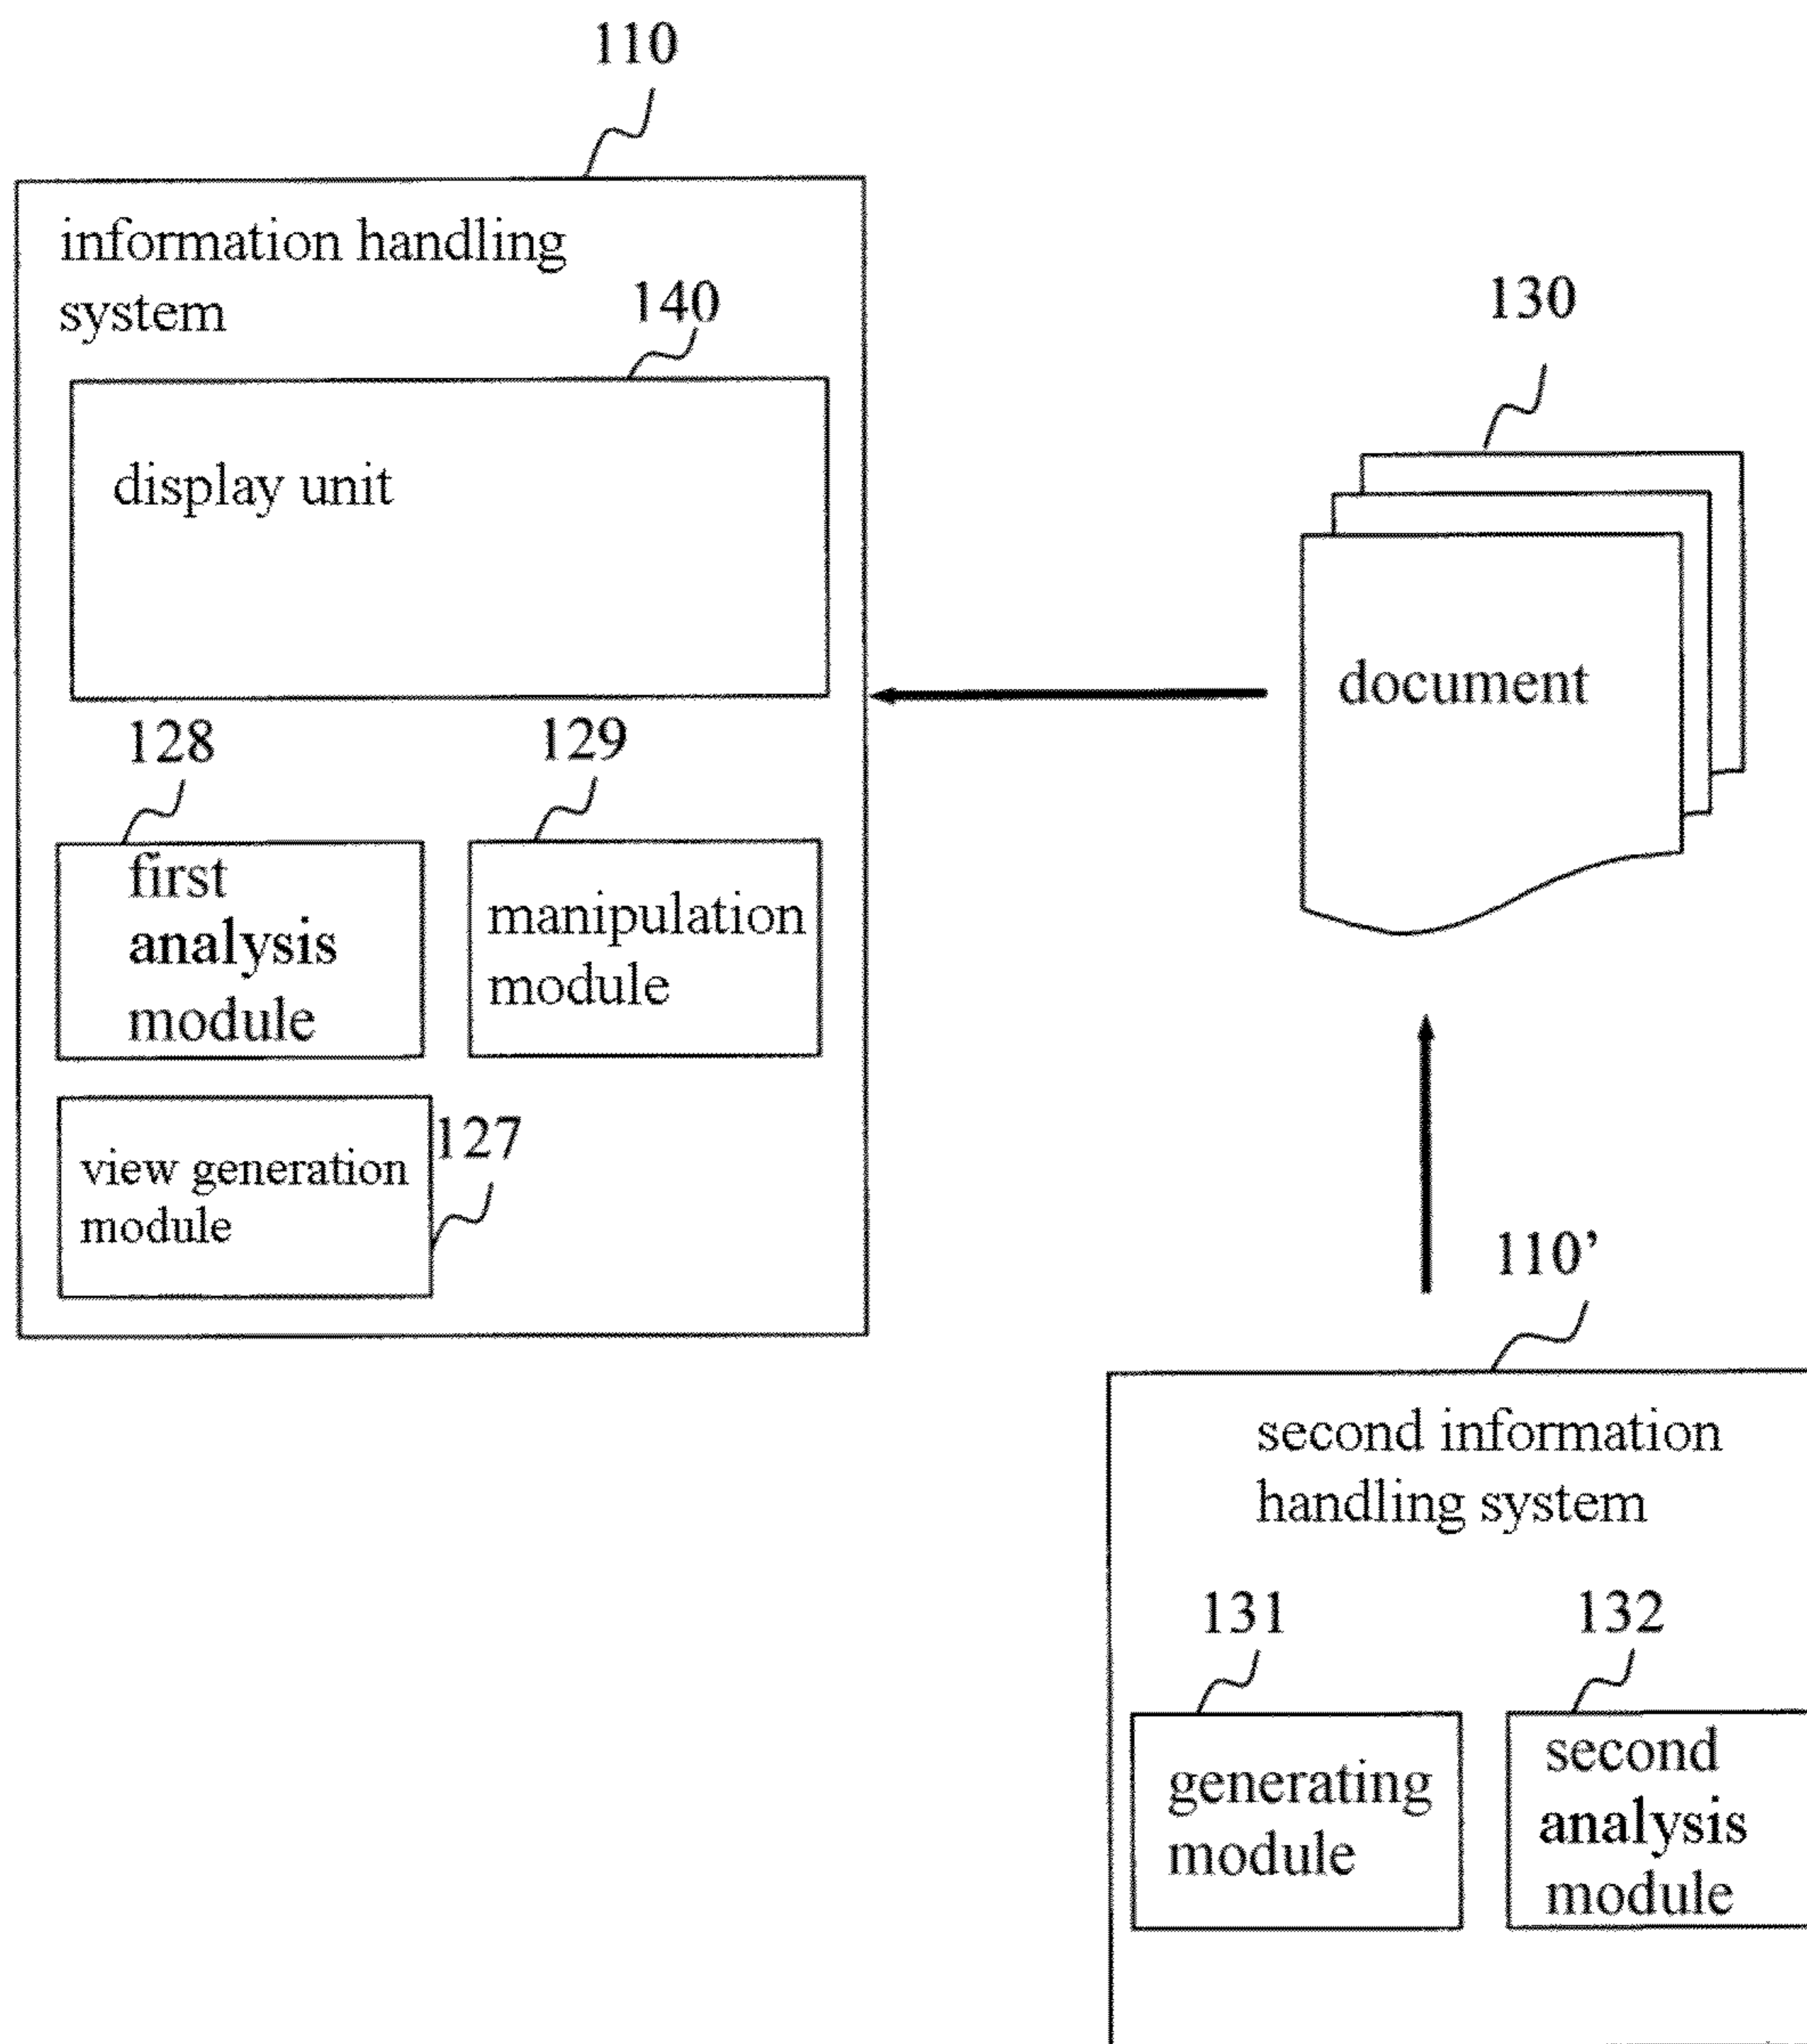 110
information handling
system
140
display unit
128
129
first
analysis
module
manipulation
module
view generation
module
127
130
document
110’
second information
handling system
131
132
generating
module
second
analysis
module